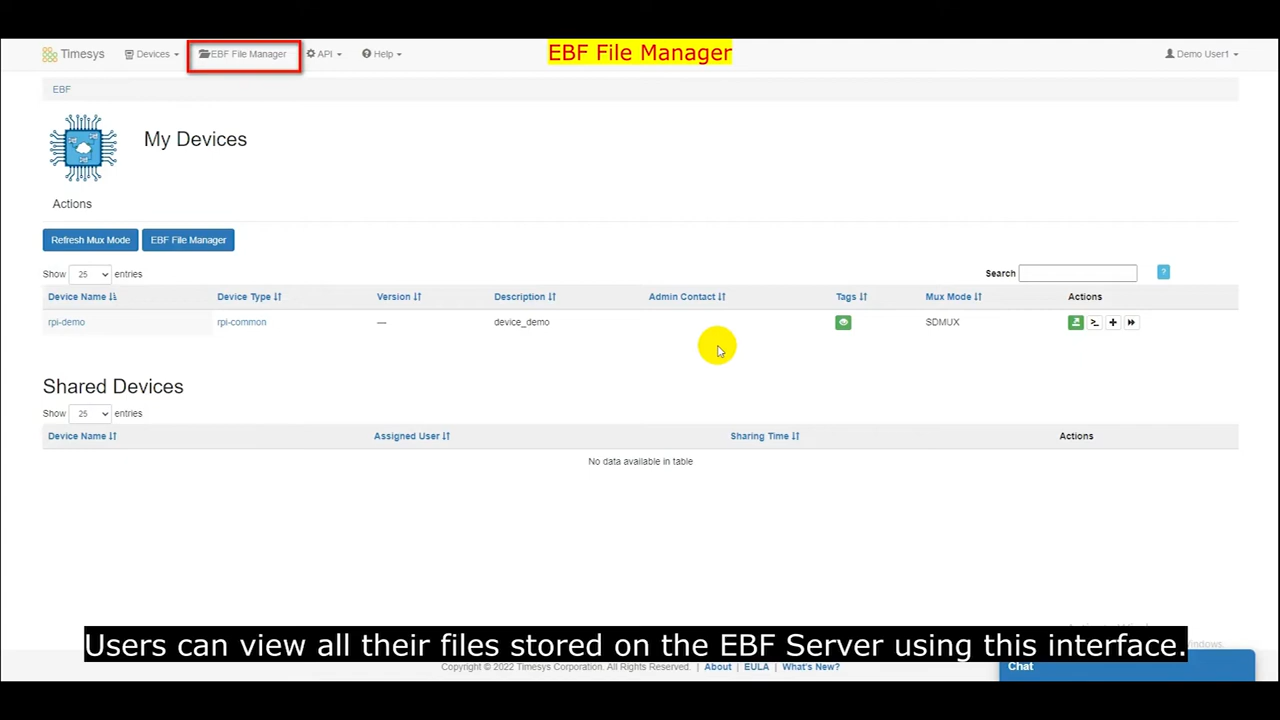 Timesys Devices EBF File Manager API Help EBF File Manager Demo User1
EBF
My Devices
Actions
Refresh Mux Mode EBF File Manager
Show 25 entries Search ?
Device Name Device Type Version Description Admin Contact Tags Mux Mode Actions
rpi-demo rpi-common --- device_demo SDMUX
Shared Devices
Show 25 entries
Device Name Assigned User Sharing Time Actions
No data available in table
Users can view all their files stored on the EBF Server using this interface.
Copyright © 2022 Timesys Corporation. All Rights Reserved. | About | EULA | What's New?
Chat